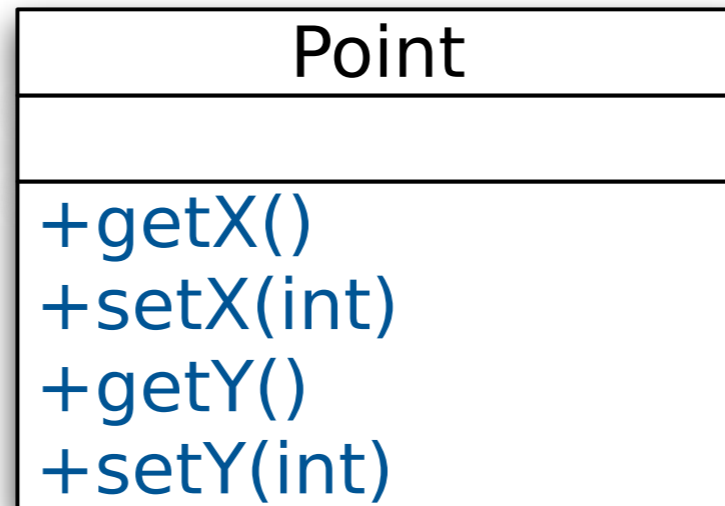 Point
+getX()
+setX(int)
+getY()
+setY(int)